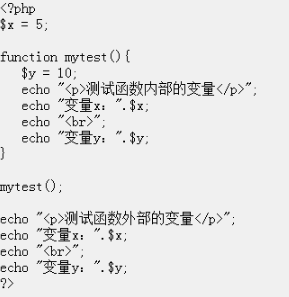 <?php
$x = 5;
function mytest(){
$y = 10;
echo "<p>测试函数内部的变量</p>";
echo "变量x：".$x;
echo "<br>";
echo "变量y：".$y;
}
mytest();
echo "<p>测试函数外部的变量</p>";
echo "变量x：".$x;
echo "<br>";
echo "变量y：".$y;
?>